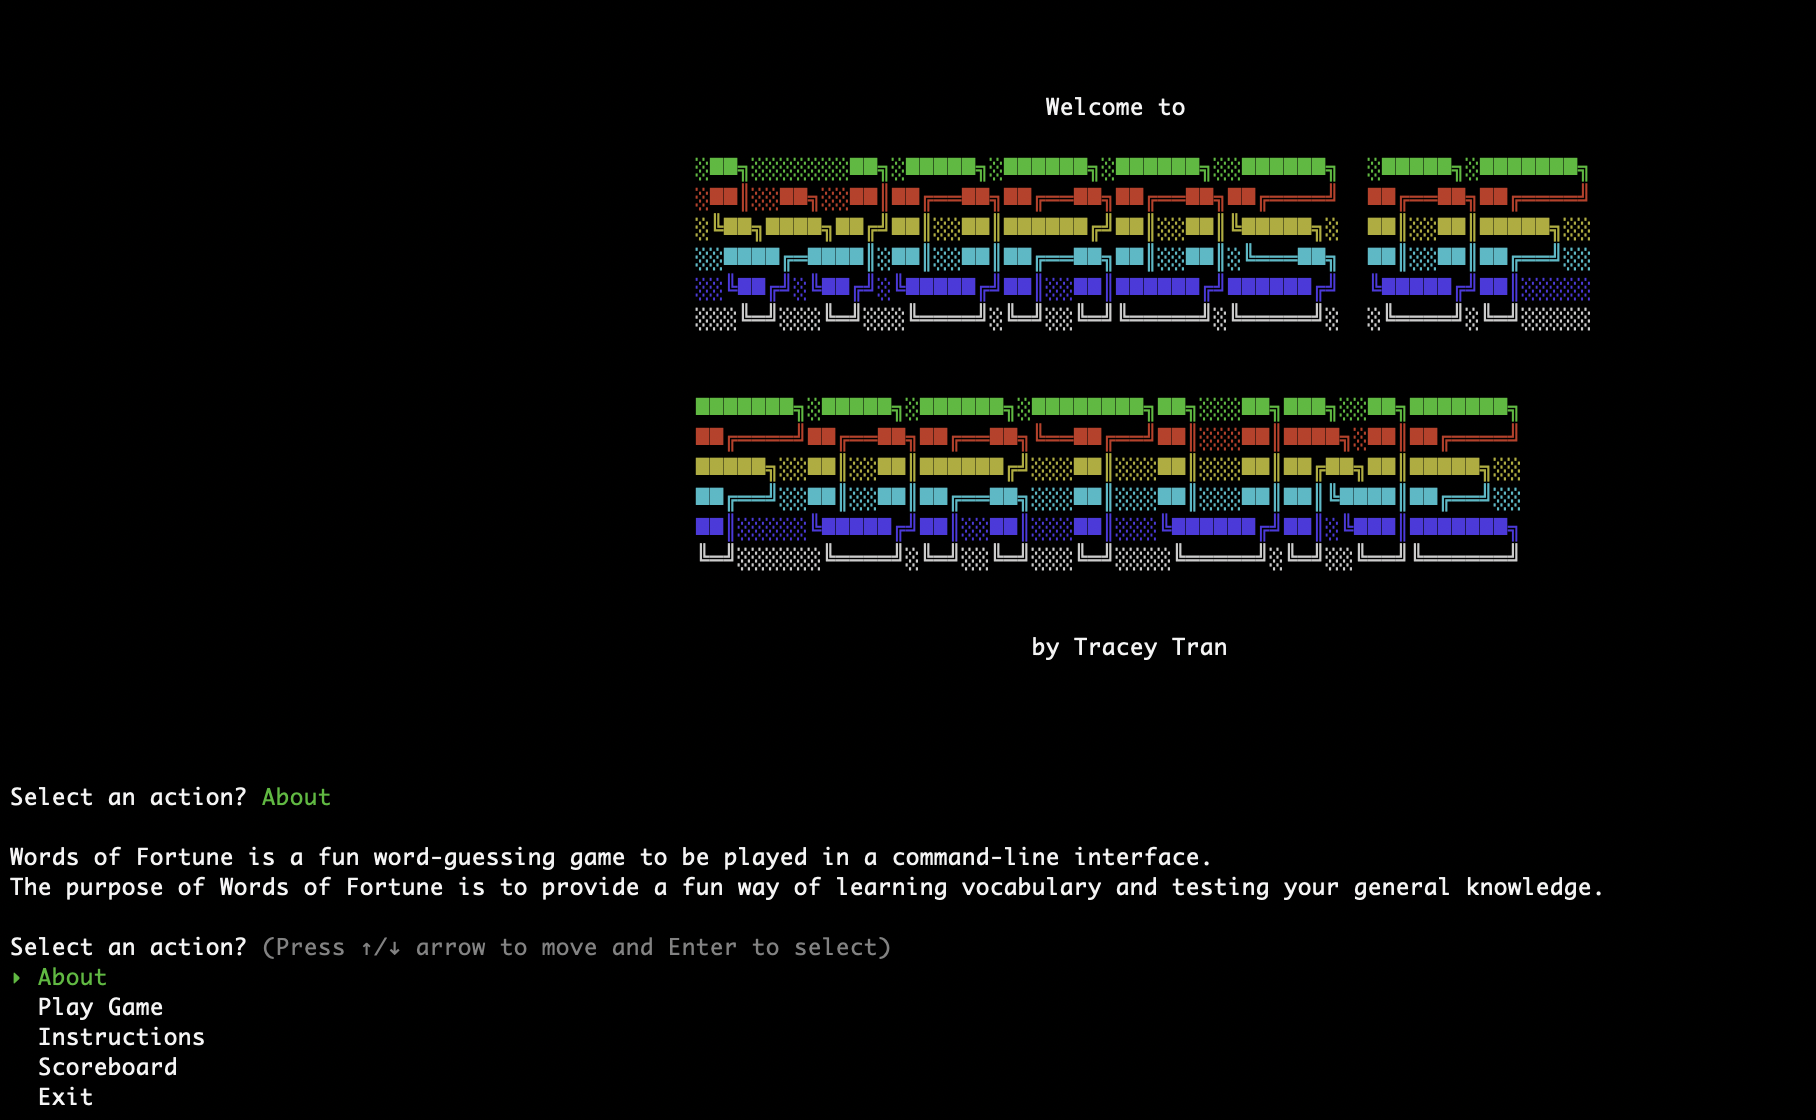 Welcome to
WORDS OF
FORTUNE
by Tracey Tran
Select an action? About
Words of Fortune is a fun word-guessing game to be played in a command-line interface.
The purpose of Words of Fortune is to provide a fun way of learning vocabulary and testing your general knowledge.
Select an action? (Press ↑/↓ arrow to move and Enter to select)
‣ About
Play Game
Instructions
Scoreboard
Exit